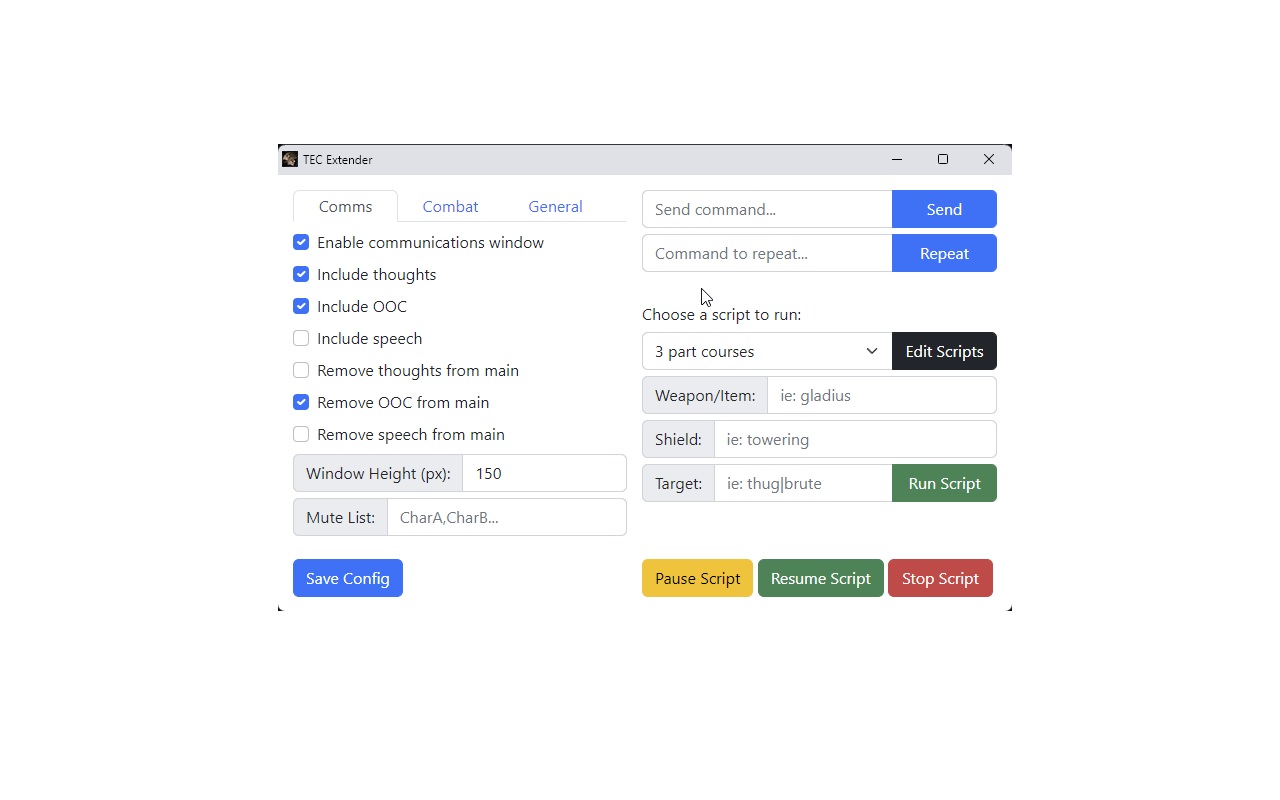 TEC Extender
Comms Combat General
Enable communications window
Include thoughts
Include OOC
Include speech
Remove thoughts from main
Remove OOC from main
Remove speech from main
Window Height (px): 150
Mute List: CharA,CharB...
Save Config
Send command... Send
Command to repeat... Repeat
Choose a script to run:
3 part courses Edit Scripts
Weapon/Item: ie: gladius
Shield: ie: towering
Target: ie: thug|brute Run Script
Pause Script Resume Script Stop Script